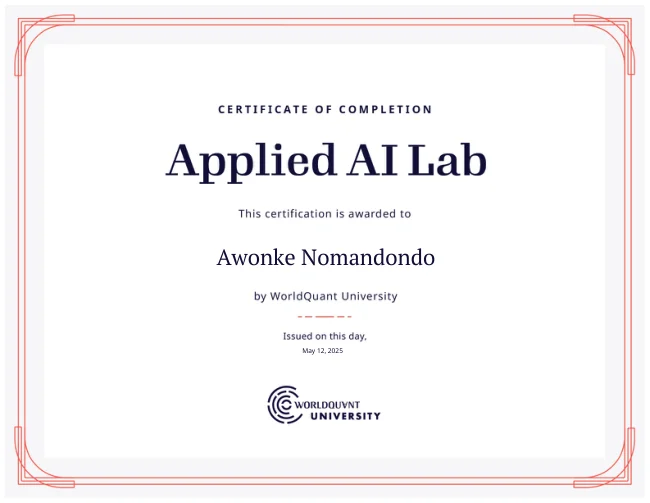 CERTIFICATE OF COMPLETION
Applied AI Lab
This certification is awarded to
Awonke Nomandondo
by WorldQuant University
Issued on this day,
May 12, 2025
WORLDQUVNT
UNIVERSITY